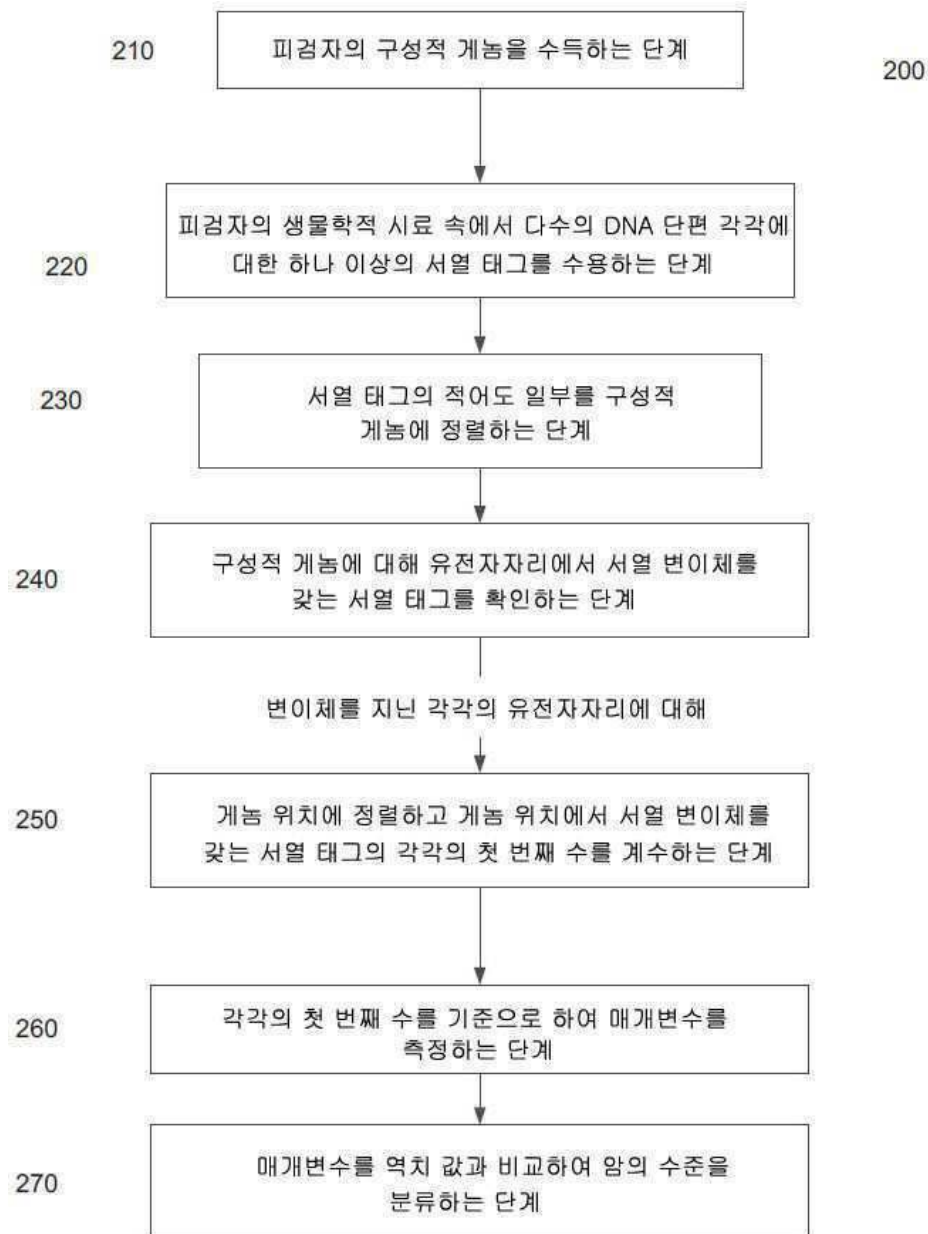 210
피검자의 구성적 게놈을 수득하는 단계
200
220
피검자의 생물학적 시료 속에서 다수의 DNA 단편 각각에
대한 하나 이상의 서열 태그를 수용하는 단계
230
서열 태그의 적어도 일부를 구성적
게놈에 정렬하는 단계
240
구성적 게놈에 대해 유전자자리에서 서열 변이체를
갖는 서열 태그를 확인하는 단계
변이체를 지닌 각각의 유전자자리에 대해
250
게놈 위치에 정렬하고 게놈 위치에서 서열 변이체를
갖는 서열 태그의 각각의 첫 번째 수를 계수하는 단계
260
각각의 첫 번째 수를 기준으로 하여 매개변수를
측정하는 단계
270
매개변수를 역치 값과 비교하여 암의 수준을
분류하는 단계